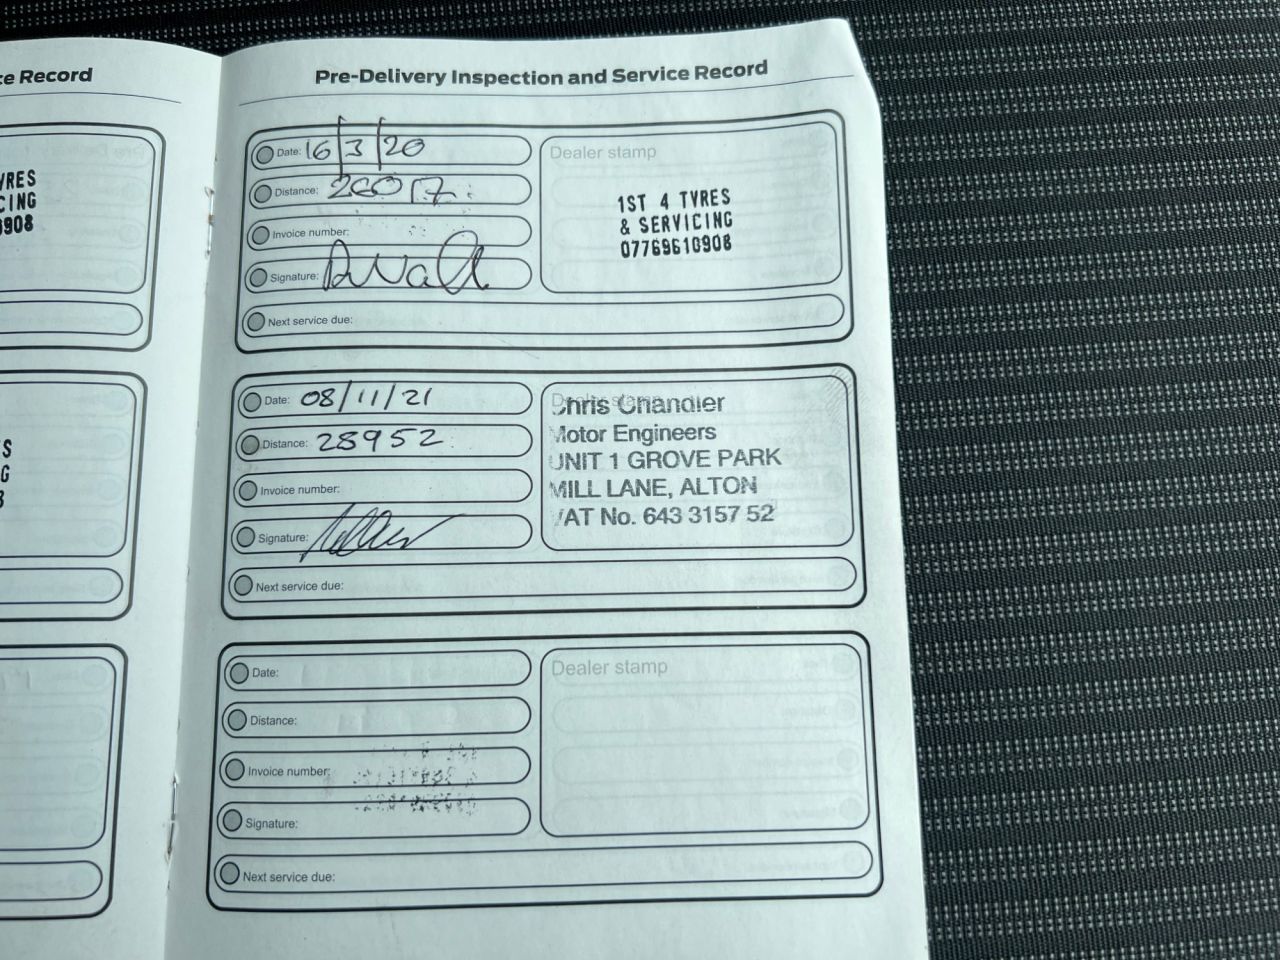 ce Record
YRES
CING
0908
S
G
Pre-Delivery Inspection and Service Record
Date: 16/3/20
Distance: 26017
Invoice number:
Signature:
Next service due:
Dealer stamp
1ST 4 TYRES
& SERVICING
07769610908
Date: 08/11/21
Distance: 28952
Invoice number:
Signature:
Next service due:
Dealer stamp
Chris Chandler
Motor Engineers
UNIT 1 GROVE PARK
MILL LANE, ALTON
VAT No. 643 3157 52
Date:
Distance:
Invoice number:
Signature:
Next service due:
Dealer stamp